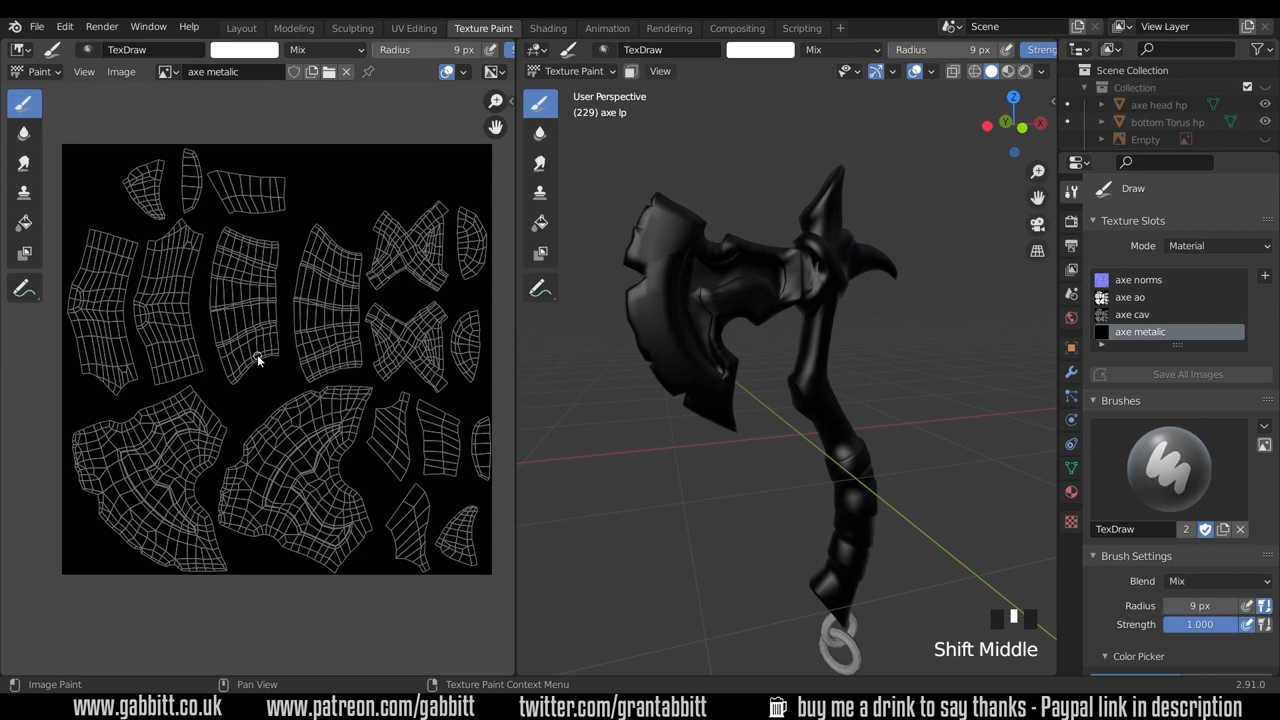 File Edit Render Window Help Layout Modeling Sculpting UV Editing Texture Paint Shading Animation Rendering Compositing Scripting + Scene View Layer
TexDraw Mix Radius 9 px TexDraw Mix Radius 9 px Streng
Paint View Image axe metalic Texture Paint View
User Perspective
(229) axe lp
Z
Y
X
Scene Collection
Collection
axe head hp
bottom Torus hp
Empty
Draw
Texture Slots
Mode Material
axe norms
axe ao
axe cav
axe metalic
Save All Images
Brushes
TexDraw 2
Brush Settings
Blend Mix
Radius 9 px
Strength 1.000
Color Picker
Shift Middle
Image Paint Pan View Texture Paint Context Menu 2.91.0
www.gabbitt.co.uk www.patreon.com/gabbitt twitter.com/grantabbitt buy me a drink to say thanks - Paypal link in description